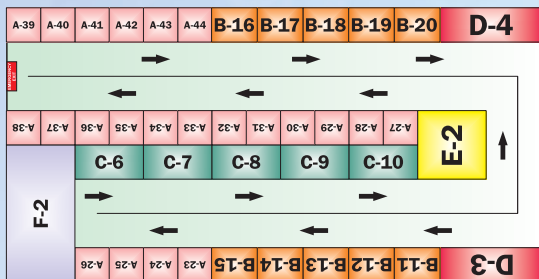 A-39 A-40 A-41 A-42 A-43 A-44 B-16 B-17 B-18 B-19 B-20 D-4
EMERGENCY EXIT
A-38 A-37 A-36 A-35 A-34 A-33 A-32 A-31 A-30 A-29 A-28 A-27
E-2
C-6 C-7 C-8 C-9 C-10
F-2
A-26 A-25 A-24 A-23 B-15 B-14 B-13 B-12 B-11 D-3